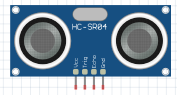 HC-SR04
Vcc
Trig
Echo
Gnd